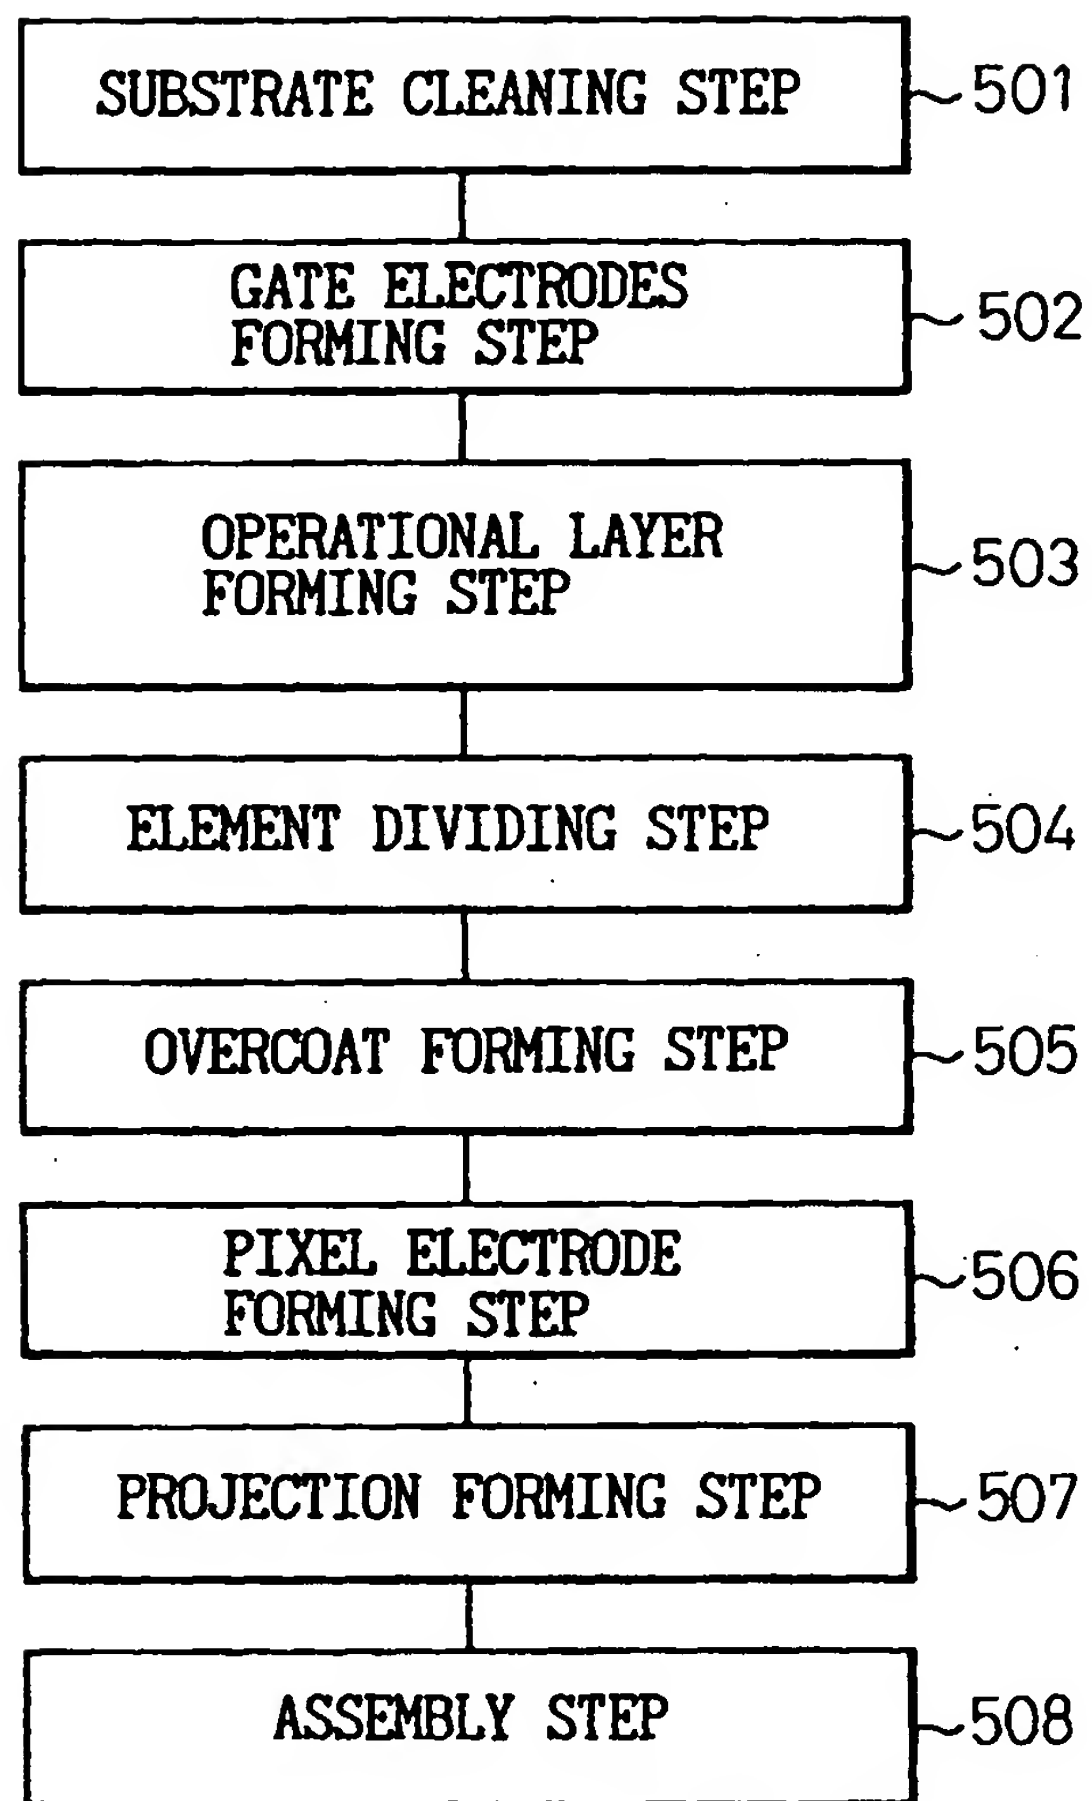 SUBSTRATE CLEANING STEP 501
GATE ELECTRODES
FORMING STEP 502
OPERATIONAL LAYER
FORMING STEP 503
ELEMENT DIVIDING STEP 504
OVERCOAT FORMING STEP 505
PIXEL ELECTRODE
FORMING STEP 506
PROJECTION FORMING STEP 507
ASSEMBLY STEP 508